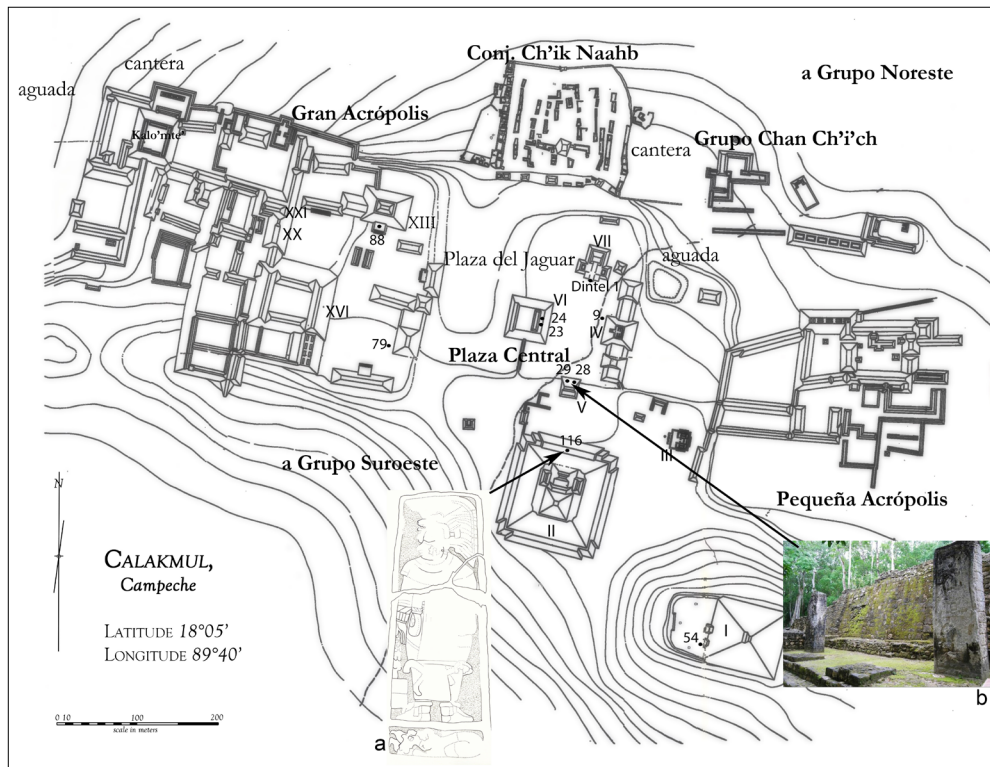 Conj. Ch'ik Naahb
cantera
a Grupo Noreste
aguada
Gran Acrópolis
Kalo'mte'
Grupo Chan Ch'i'ch
cantera
XXI
XIII
XX
88
VII
Plaza del Jaguar
aguada
Dintel 1
VI
XVI
24
9
23
IV
79
Plaza Central
29 28
V
116
III
a Grupo Suroeste
Pequeña Acrópolis
N
II
CALAKMUL,
Campeche
LATITUDE 18°05'
LONGITUDE 89°40'
I
54
0 10 100 200
scale in meters
a
b